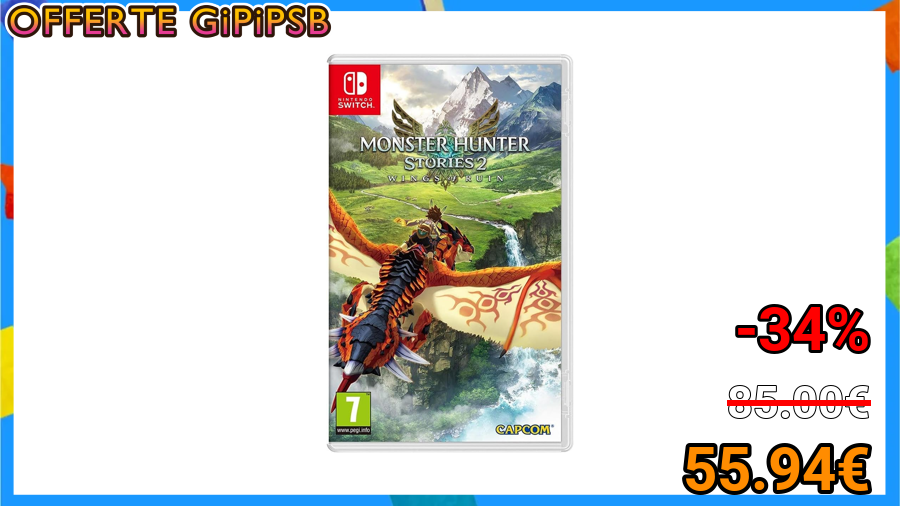 OFFERTE GiPiPSB
NINTENDO
SWITCH.
MONSTER HUNTER
STORIES 2
WINGS OF RUIN
7
www.pegi.info
CAPCOM
-34%
85.00€
55.94€